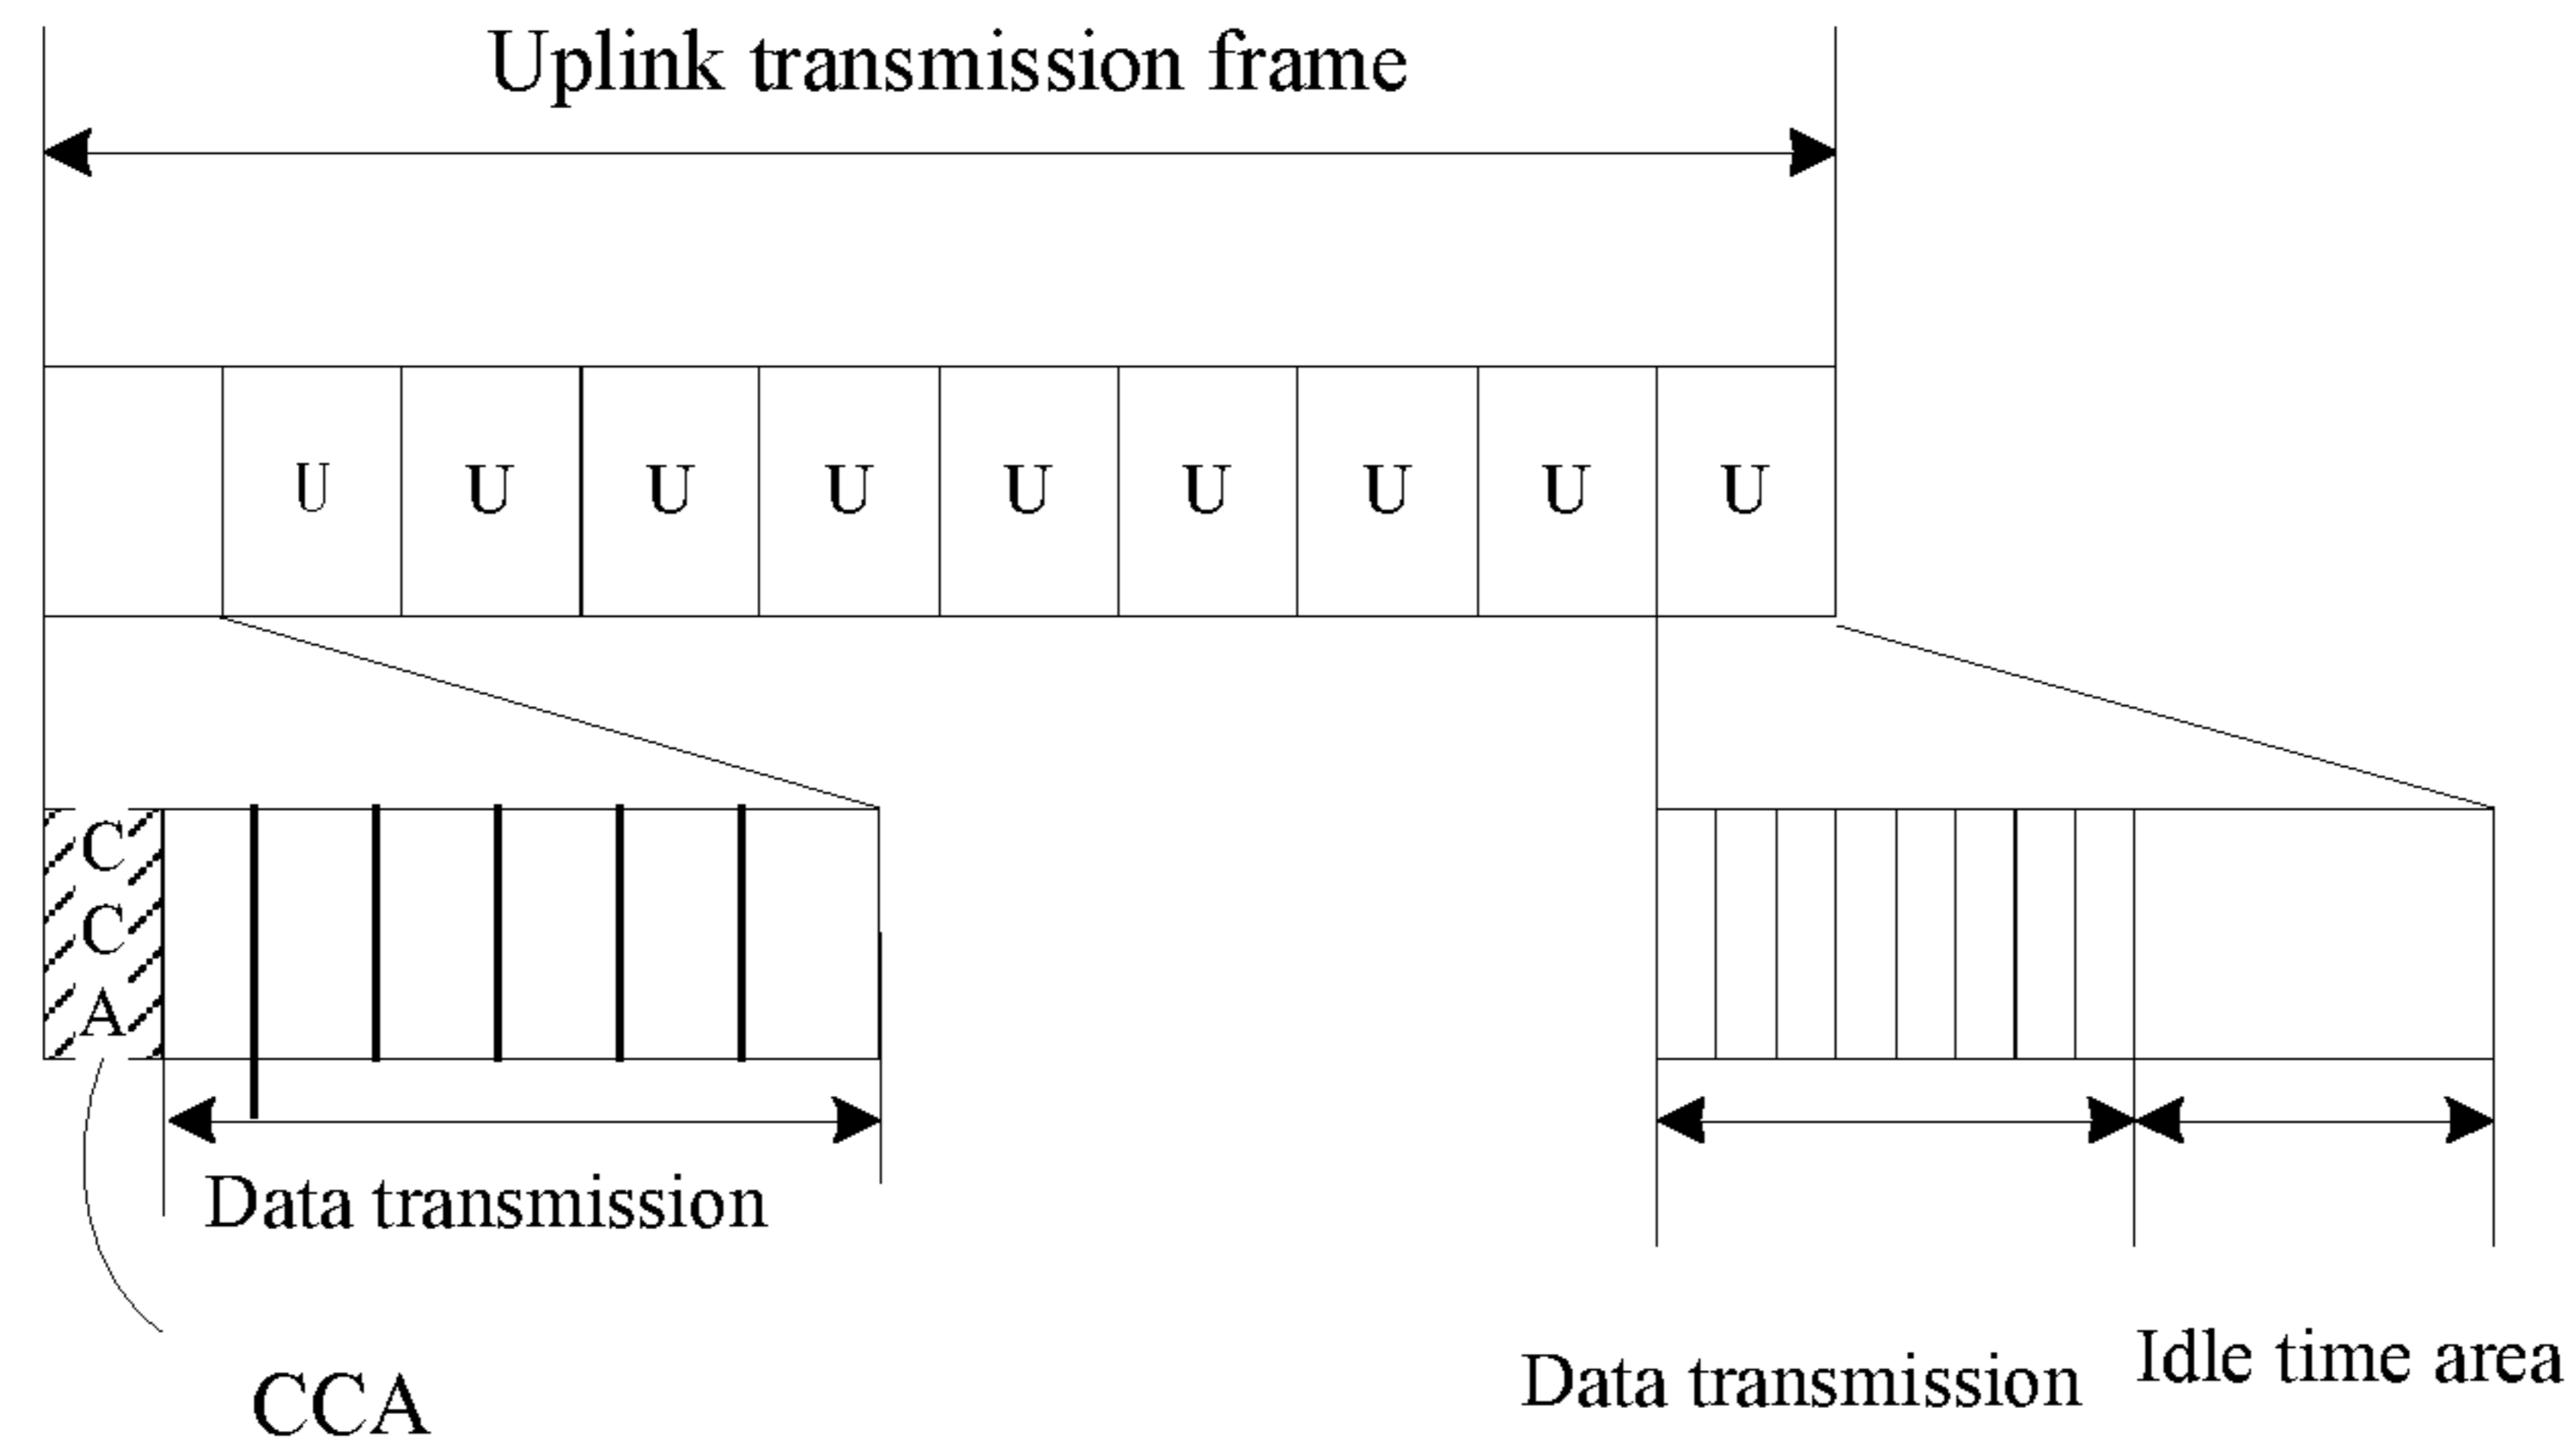 Uplink transmission frame
U U U U U U U U U
C
C
A
Data transmission
CCA
Data transmission
Idle time area